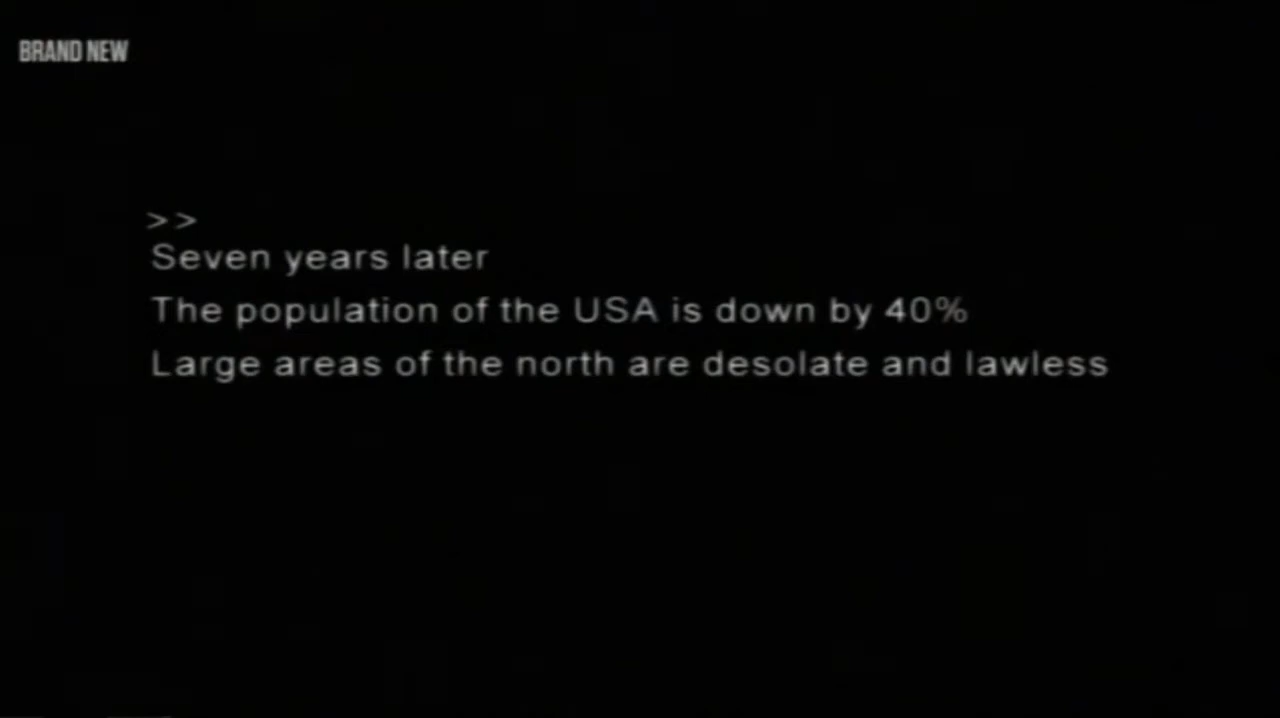 BRAND NEW
>>
Seven years later
The population of the USA is down by 40%
Large areas of the north are desolate and lawless